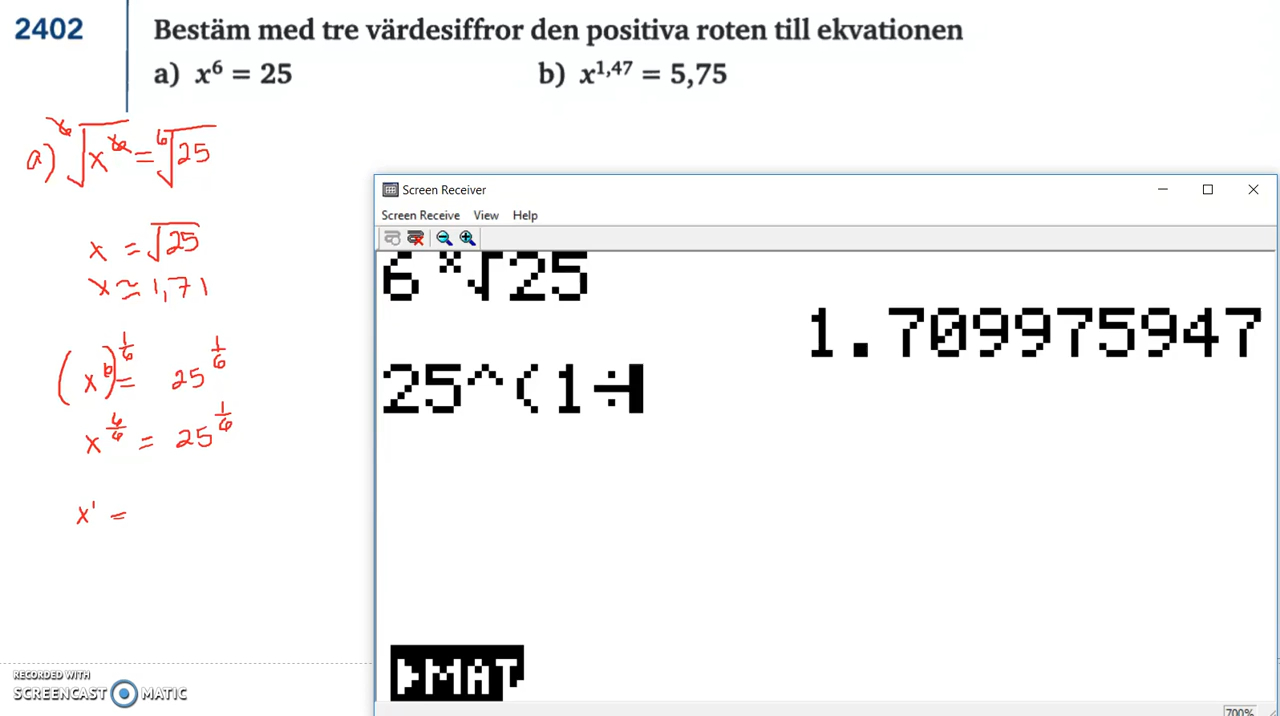 2402 Bestäm med tre värdesiffror den positiva roten till ekvationen
a) x⁶ = 25 b) x¹,⁴⁷ = 5,75
a) ⁶√x⁶ = ⁶√25
x = √25
x ≈ 1,71
(x⁶)^(1/6) = 25^(1/6)
x^(6/6) = 25^(1/6)
x¹ =
Screen Receiver
Screen Receive View Help
6 ˣ√25
1.709975947
25^(1÷
▶MAT
700%
RECORDED WITH
SCREENCAST MATIC